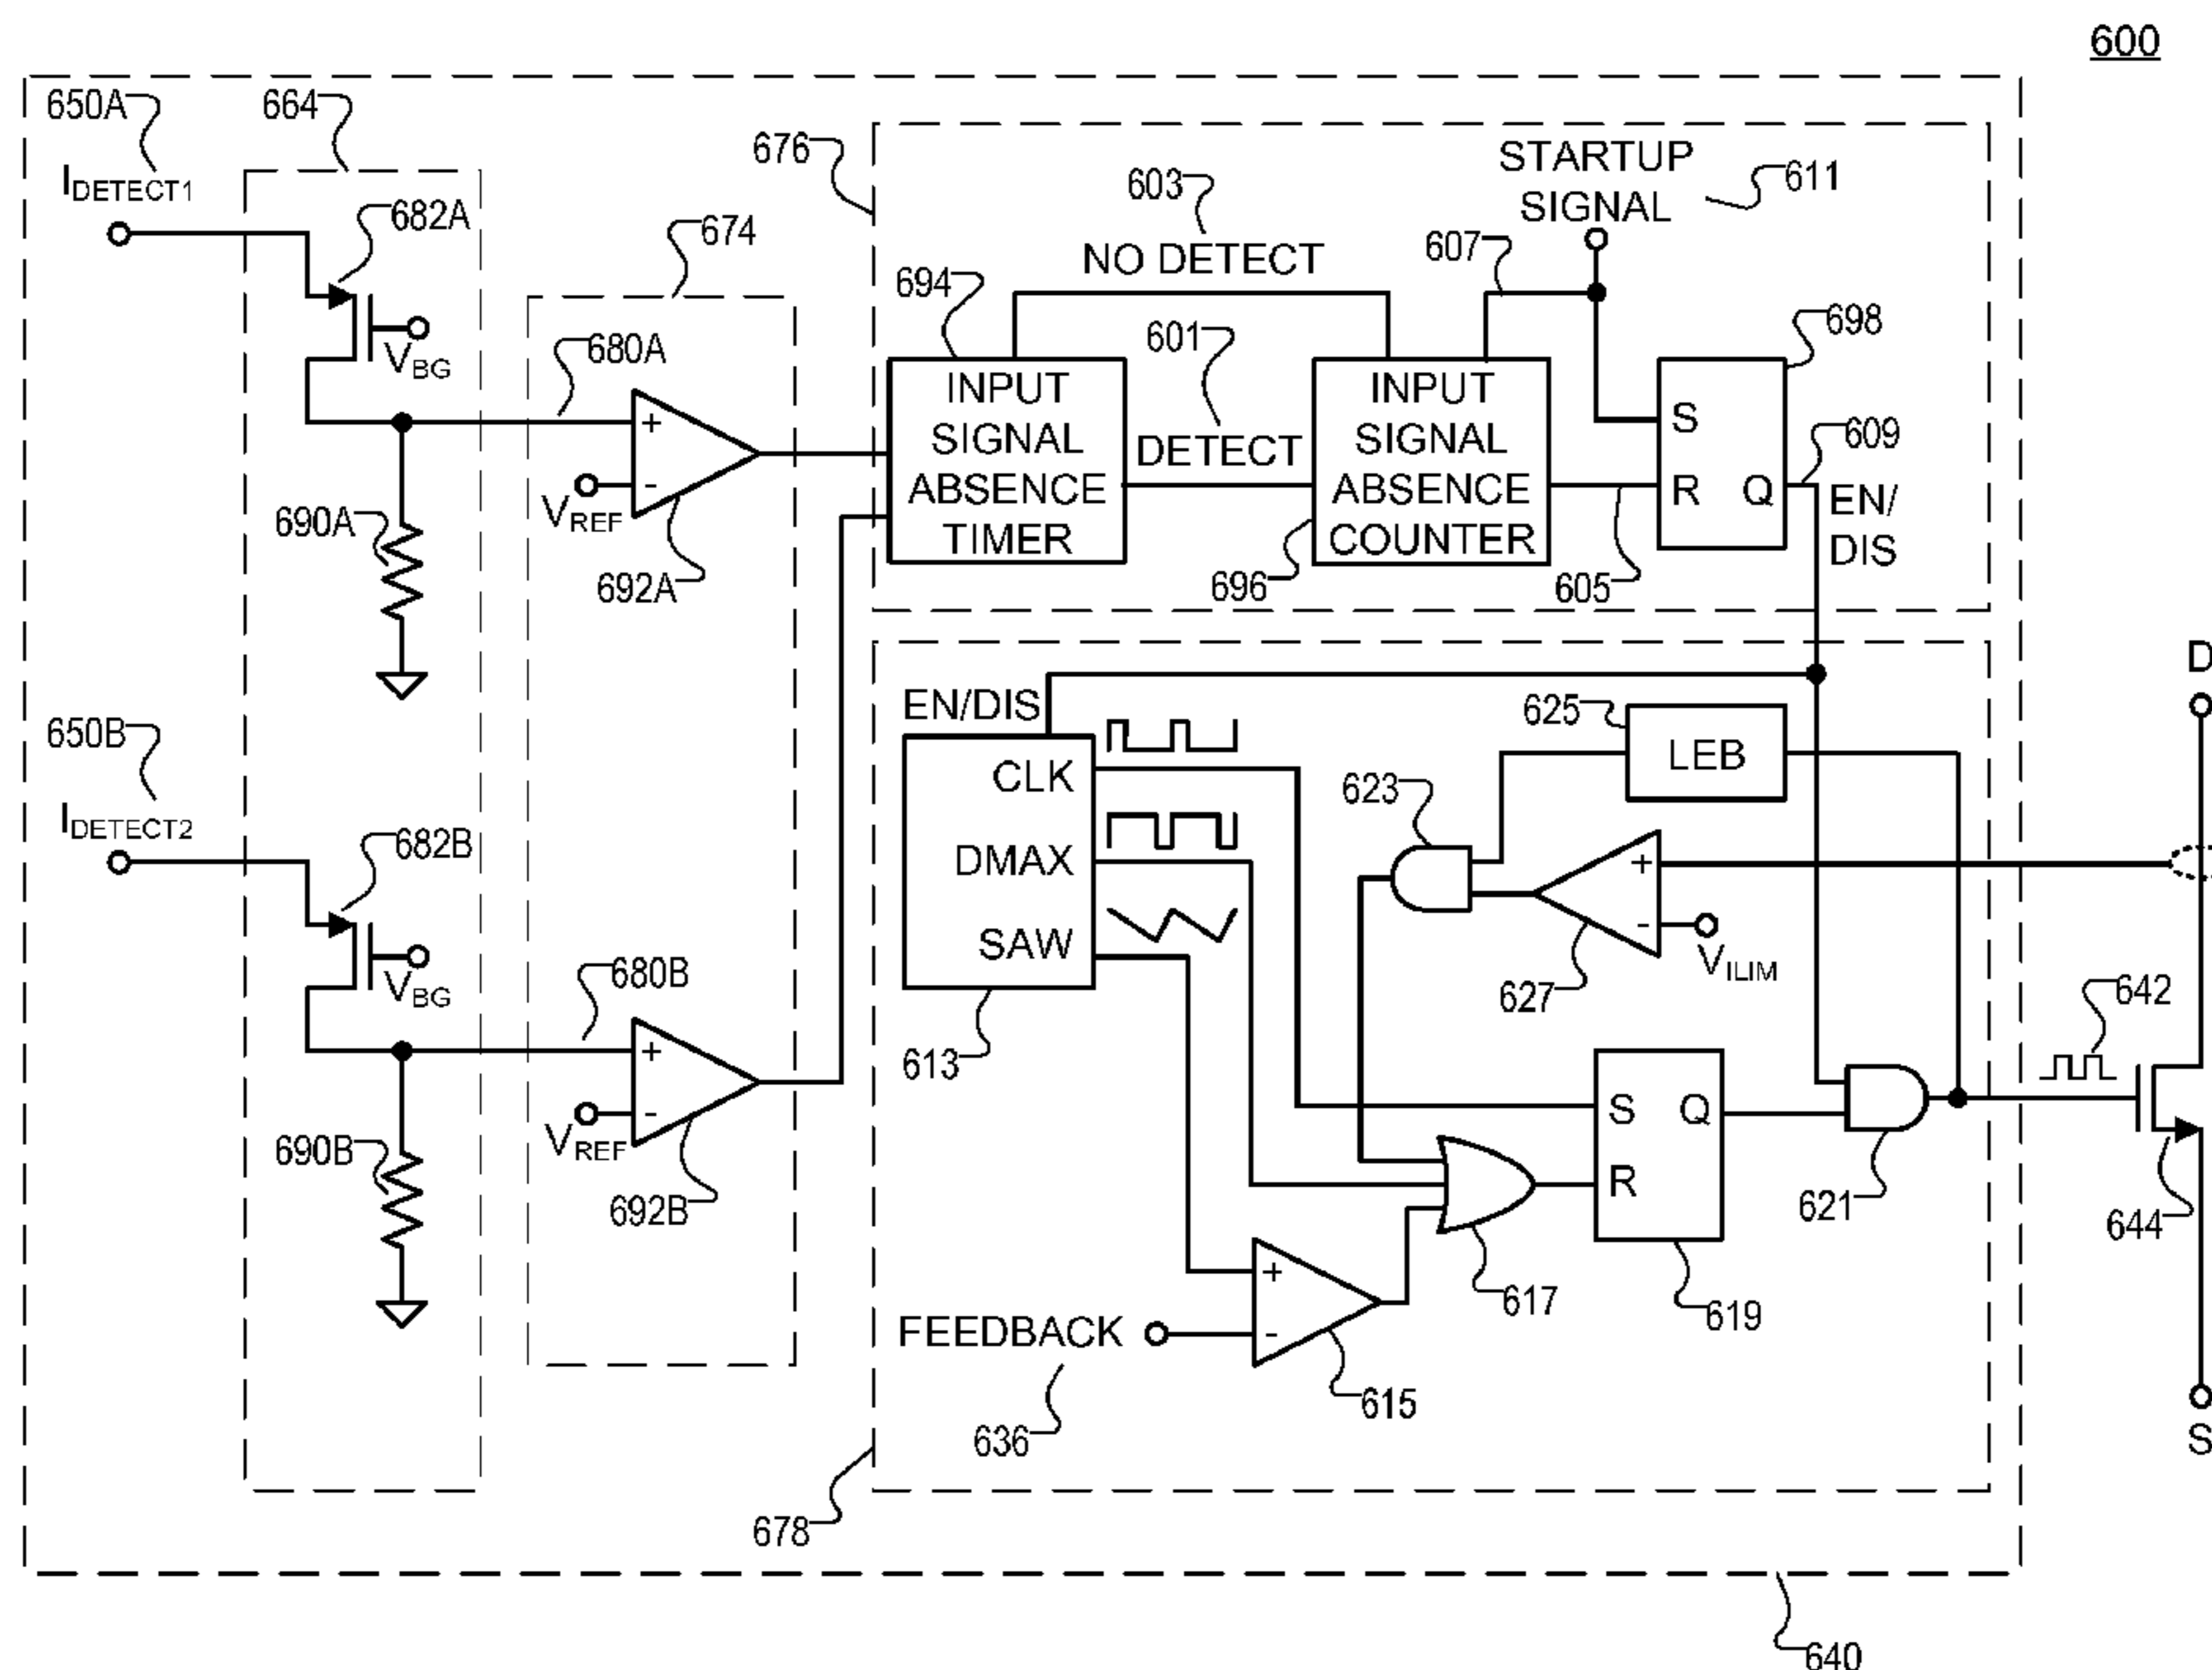 600
650A
664
I_DETECT1
682A
V_BG
680A
674
+
-
V_REF
690A
692A
676
603
NO DETECT
STARTUP
SIGNAL
611
607
694
601
DETECT
INPUT
SIGNAL
ABSENCE
TIMER
INPUT
SIGNAL
ABSENCE
COUNTER
696
605
698
S
R
Q
609
EN/
DIS
650B
I_DETECT2
682B
V_BG
680B
+
-
V_REF
690B
692B
EN/DIS
CLK
DMAX
SAW
613
625
LEB
623
+
-
V_ILIM
627
S
Q
R
619
617
621
FEEDBACK
636
+
-
615
678
642
644
D
S
640